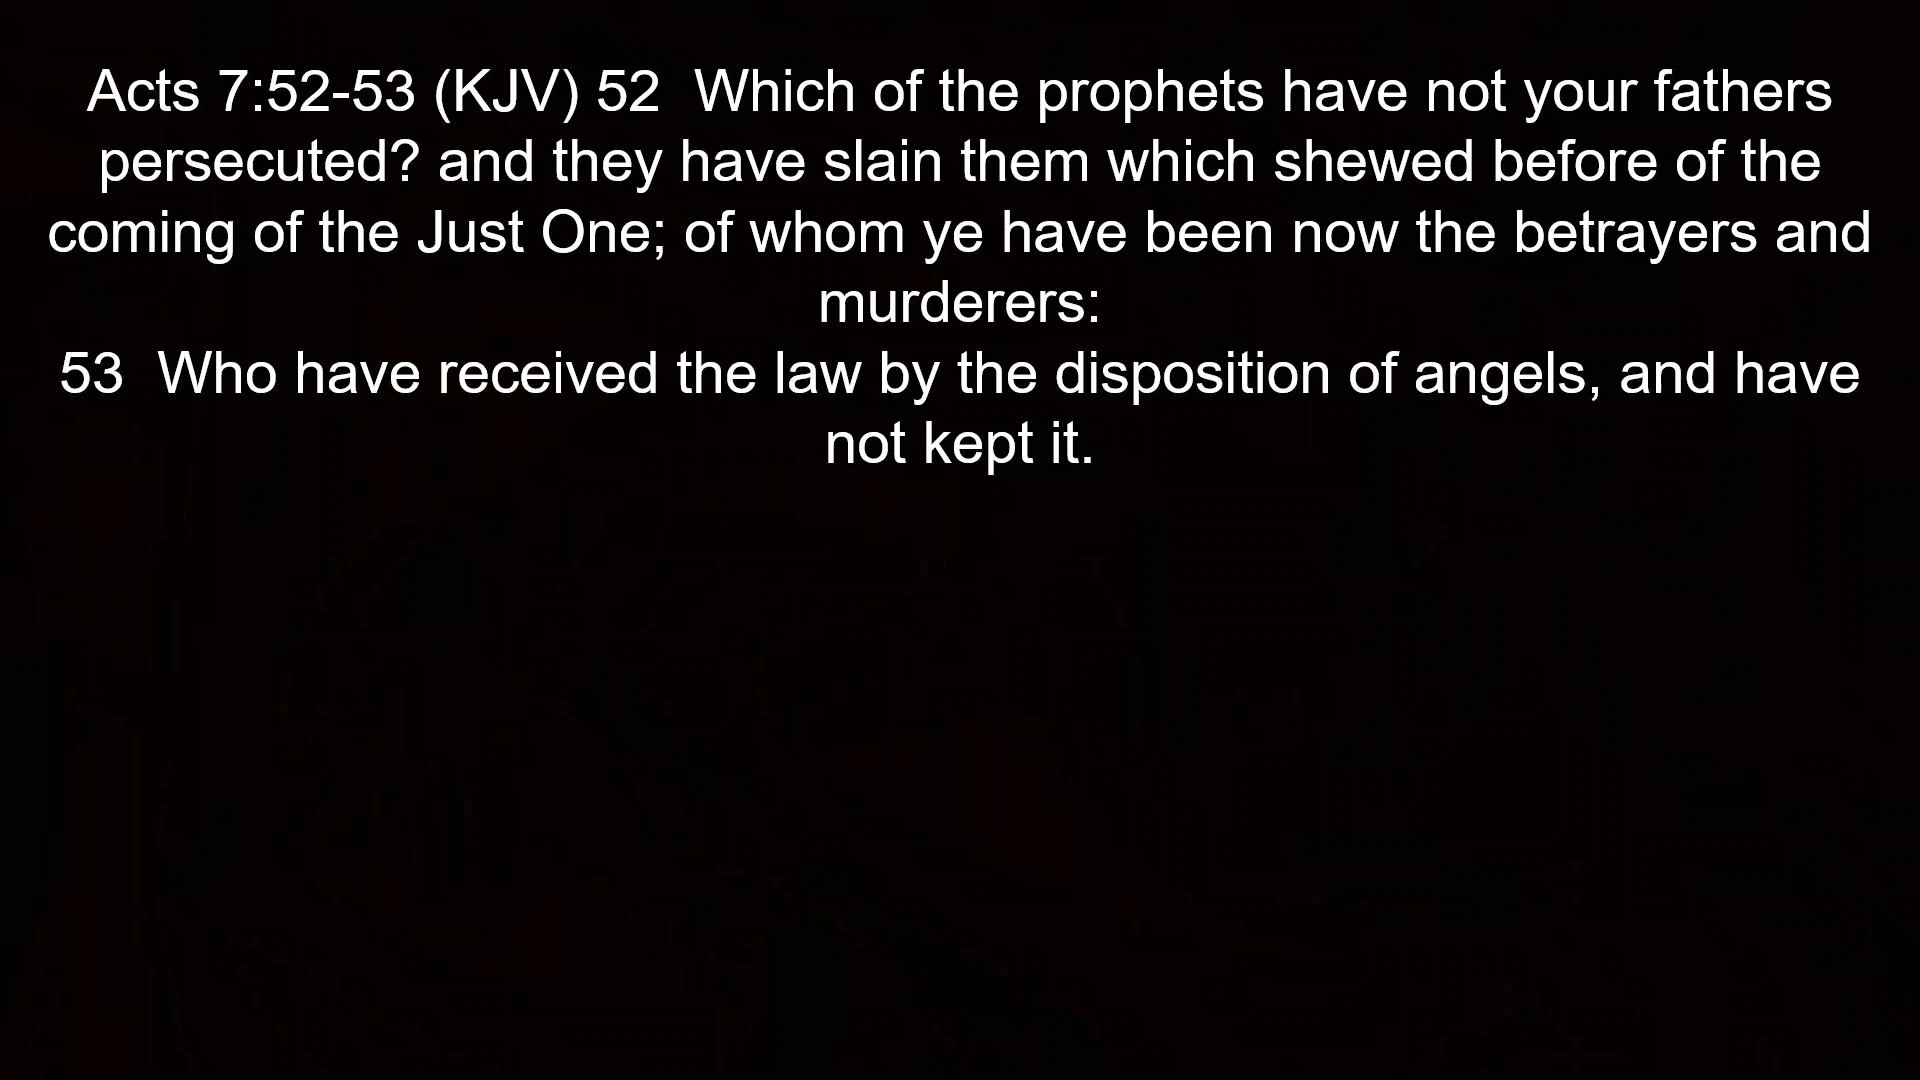 Acts 7:52-53 (KJV) 52  Which of the prophets have not your fathers
persecuted? and they have slain them which shewed before of the
coming of the Just One; of whom ye have been now the betrayers and
murderers:
53  Who have received the law by the disposition of angels, and have
not kept it.